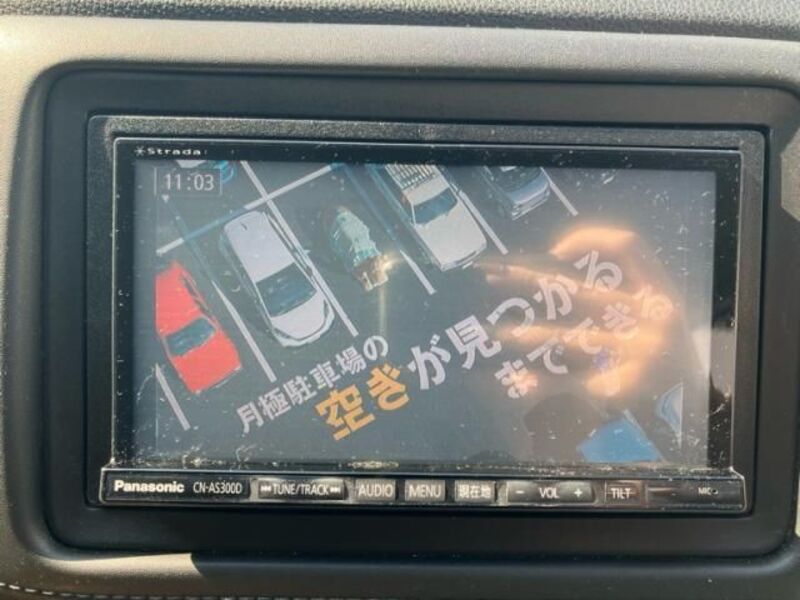 Strada
11:03
月極駐車場の
空きが見つかる
までできる
Panasonic CN-AS300D TUNE/TRACK AUDIO MENU 現在地 - VOL + TILT MIC